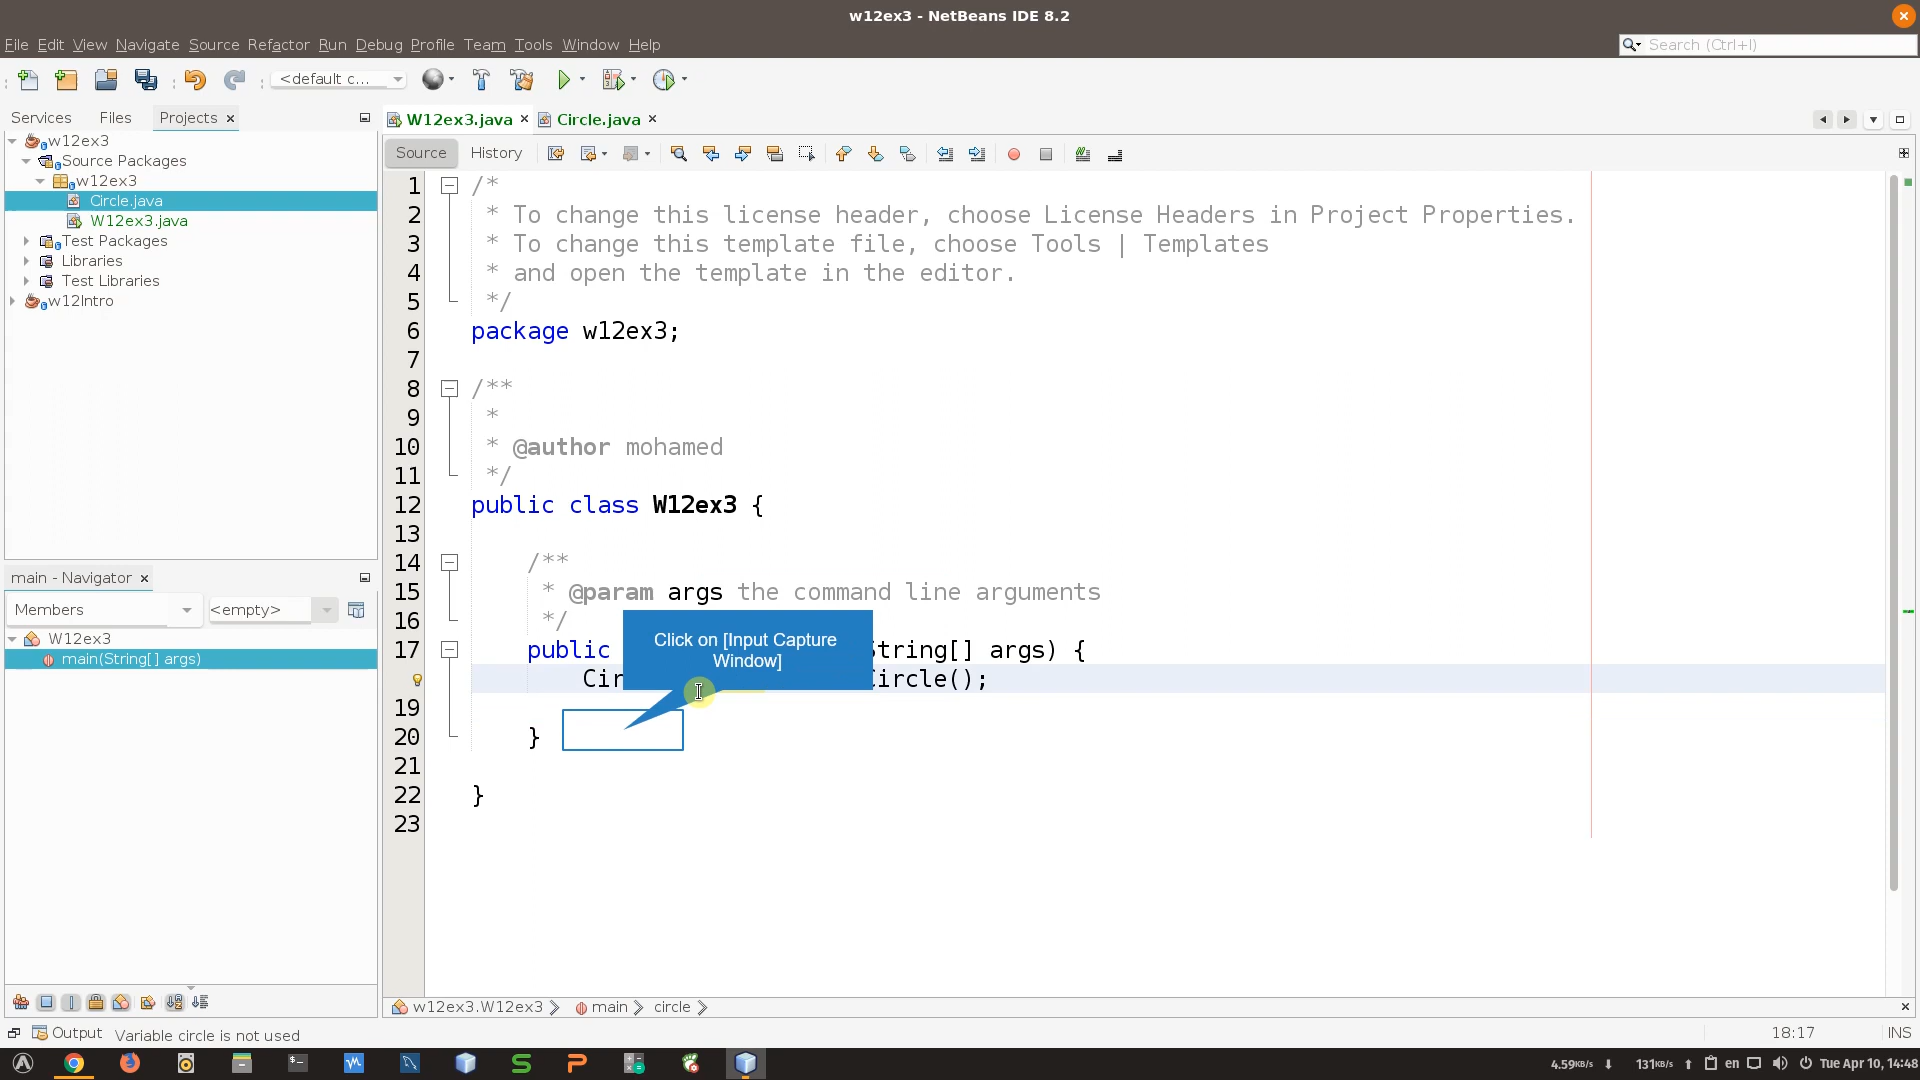 w12ex3 - NetBeans IDE 8.2
File Edit View Navigate Source Refactor Run Debug Profile Team Tools Window Help
Search (Ctrl+I)
<default c...
Services Files Projects
W12ex3.java Circle.java
Source History
w12ex3
Source Packages
w12ex3
Circle.java
W12ex3.java
Test Packages
Libraries
Test Libraries
w12Intro
main - Navigator
Members <empty>
W12ex3
main(String[] args)
1 /*
2 * To change this license header, choose License Headers in Project Properties.
3 * To change this template file, choose Tools | Templates
4 * and open the template in the editor.
5 */
6 package w12ex3;
7
8 /**
9 *
10 * @author mohamed
11 */
12 public class W12ex3 {
13
14 /**
15 * @param args the command line arguments
16 */
17 public String[] args) {
Cir Circle();
19
20 }
21
22 }
23
Click on [Input Capture
Window]
w12ex3.W12ex3 main circle
Output Variable circle is not used
18:17 INS
4.59KB/s 131KB/s en Tue Apr 10, 14:48